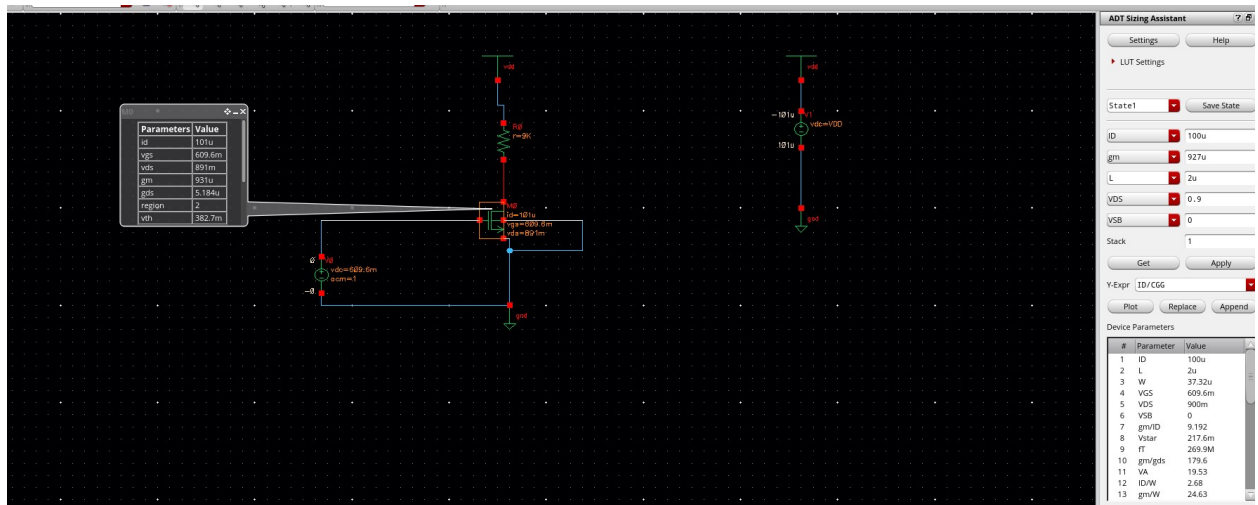 M0
Parameters Value
id 101u
vgs 609.6m
vds 891m
gm 931u
gds 5.184u
region 2
vth 382.7m
vdd
R0
r=9K
M0
id=101u
vgs=609.6m
vds=891m
0
V0
vdc=609.6m
acm=1
-0.
gnd
vdd
-101u
V1
vdc=VDD
101u
gnd
ADT Sizing Assistant
Settings Help
LUT Settings
State1 Save State
ID 100u
gm 927u
L 2u
VDS 0.9
VSB 0
Stack 1
Get Apply
Y-Expr ID/CGG
Plot Replace Append
Device Parameters
# Parameter Value
1 ID 100u
2 L 2u
3 W 37.32u
4 VGS 609.6m
5 VDS 900m
6 VSB 0
7 gm/ID 9.192
8 Vstar 217.6m
9 fT 269.9M
10 gm/gds 179.6
11 VA 19.53
12 ID/W 2.68
13 gm/W 24.63